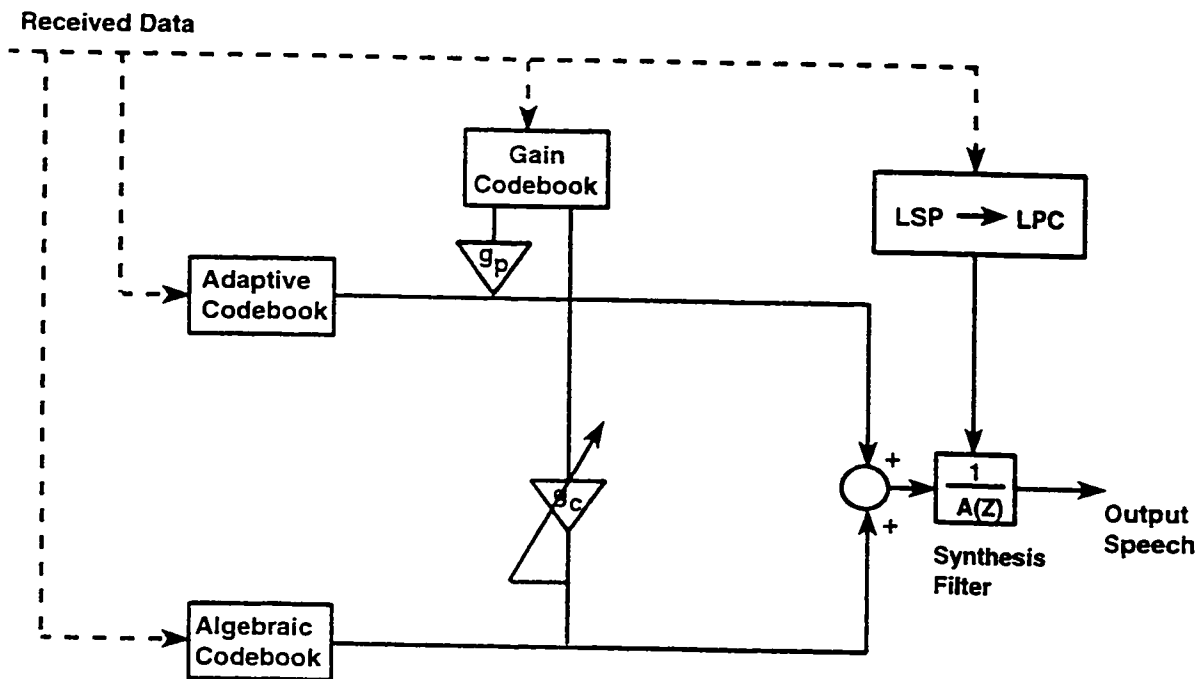 Received Data
Gain
Codebook
LSP → LPC
g_p
Adaptive
Codebook
g_c
+
1
A(Z)
+
Output
Speech
Synthesis
Filter
Algebraic
Codebook